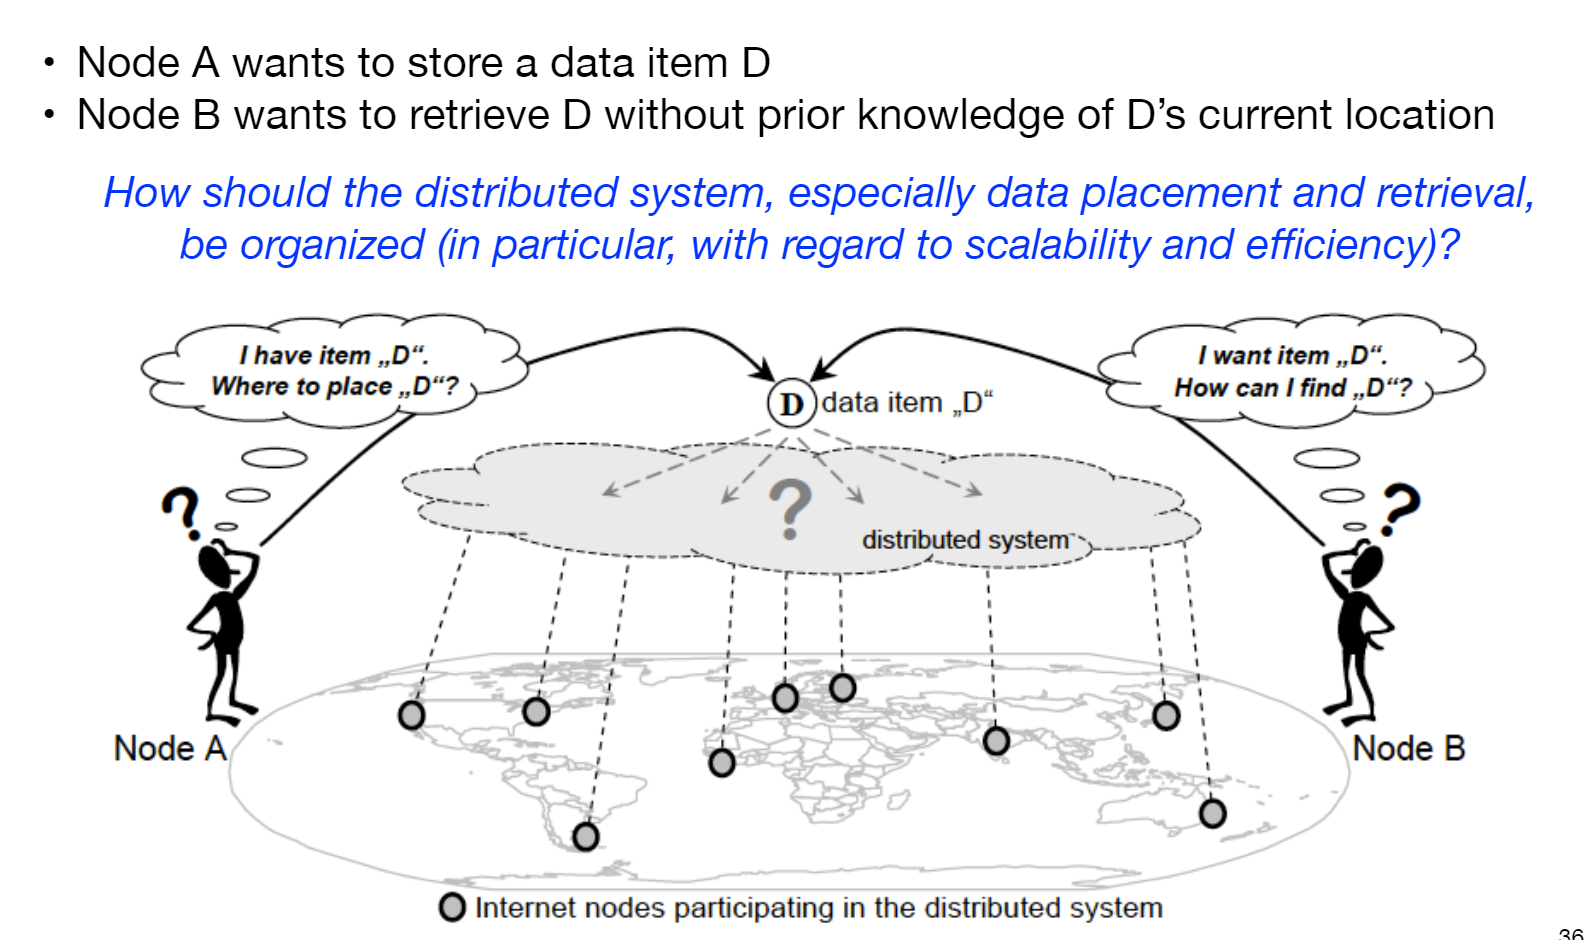 • Node A wants to store a data item D
• Node B wants to retrieve D without prior knowledge of D’s current location
How should the distributed system, especially data placement and retrieval,
be organized (in particular, with regard to scalability and efficiency)?
I have item „D“.
Where to place „D“?
I want item „D“.
How can I find „D“?
D data item „D“
?
?
?
distributed system
Node A
Node B
Internet nodes participating in the distributed system
36